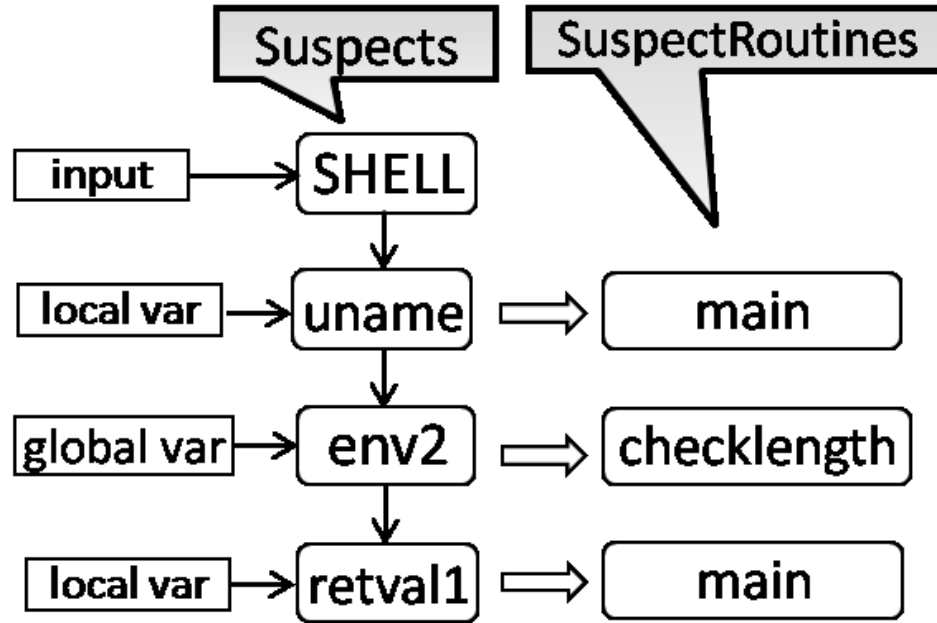 Suspects
SuspectRoutines
input
SHELL
local var
uname
main
global var
env2
checklength
local var
retval1
main